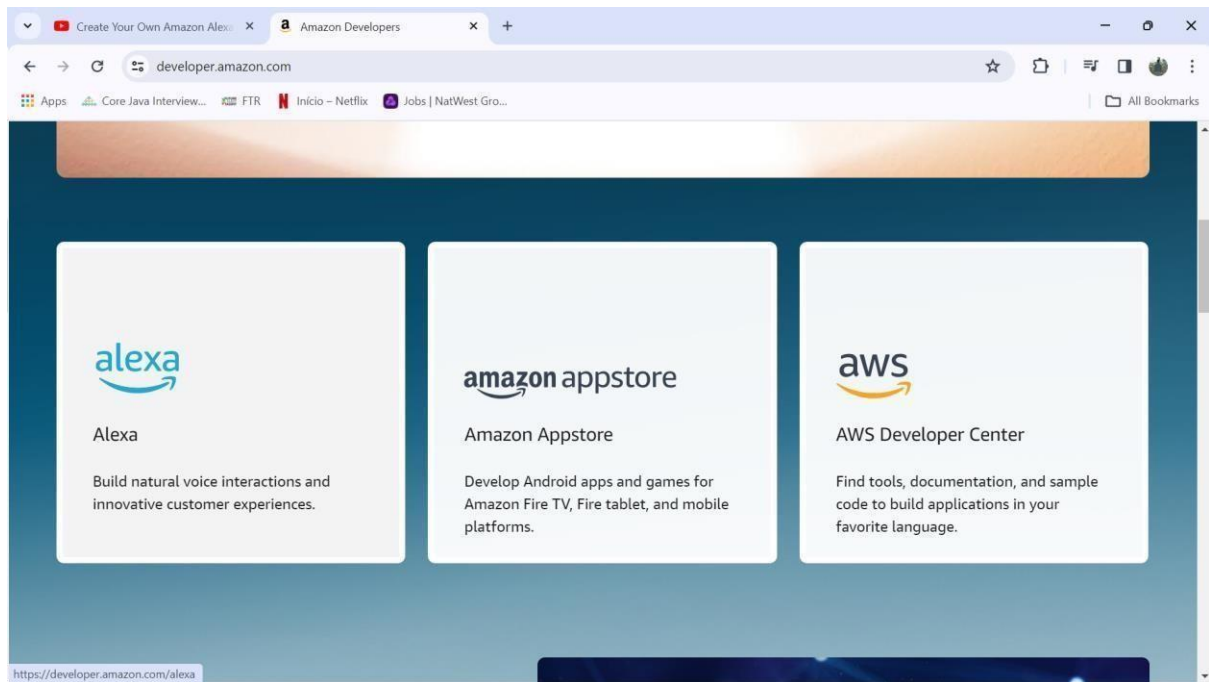 Create Your Own Amazon Alex
Amazon Developers
developer.amazon.com
Apps
Core Java Interview...
FTR
Início – Netflix
Jobs | NatWest Gro...
All Bookmarks
alexa
Alexa
Build natural voice interactions and
innovative customer experiences.
amazon appstore
Amazon Appstore
Develop Android apps and games for
Amazon Fire TV, Fire tablet, and mobile
platforms.
aws
AWS Developer Center
Find tools, documentation, and sample
code to build applications in your
favorite language.
https://developer.amazon.com/alexa